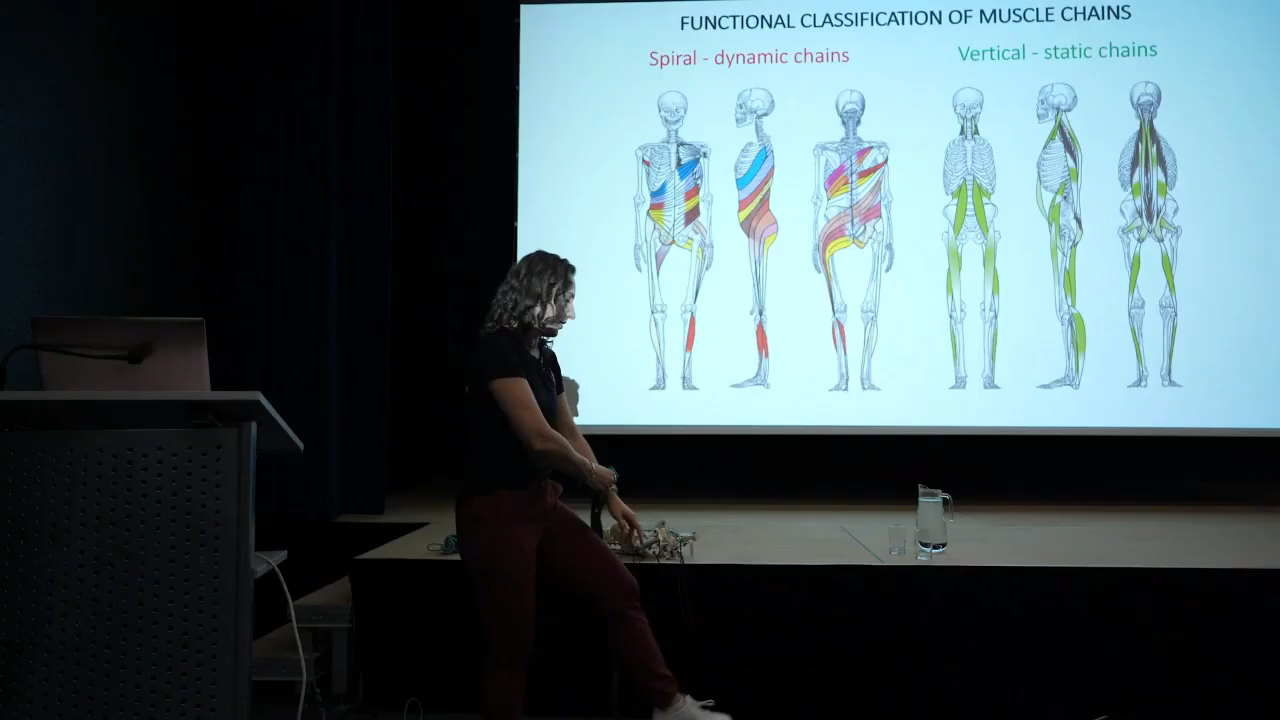 FUNCTIONAL CLASSIFICATION OF MUSCLE CHAINS
Spiral - dynamic chains
Vertical - static chains